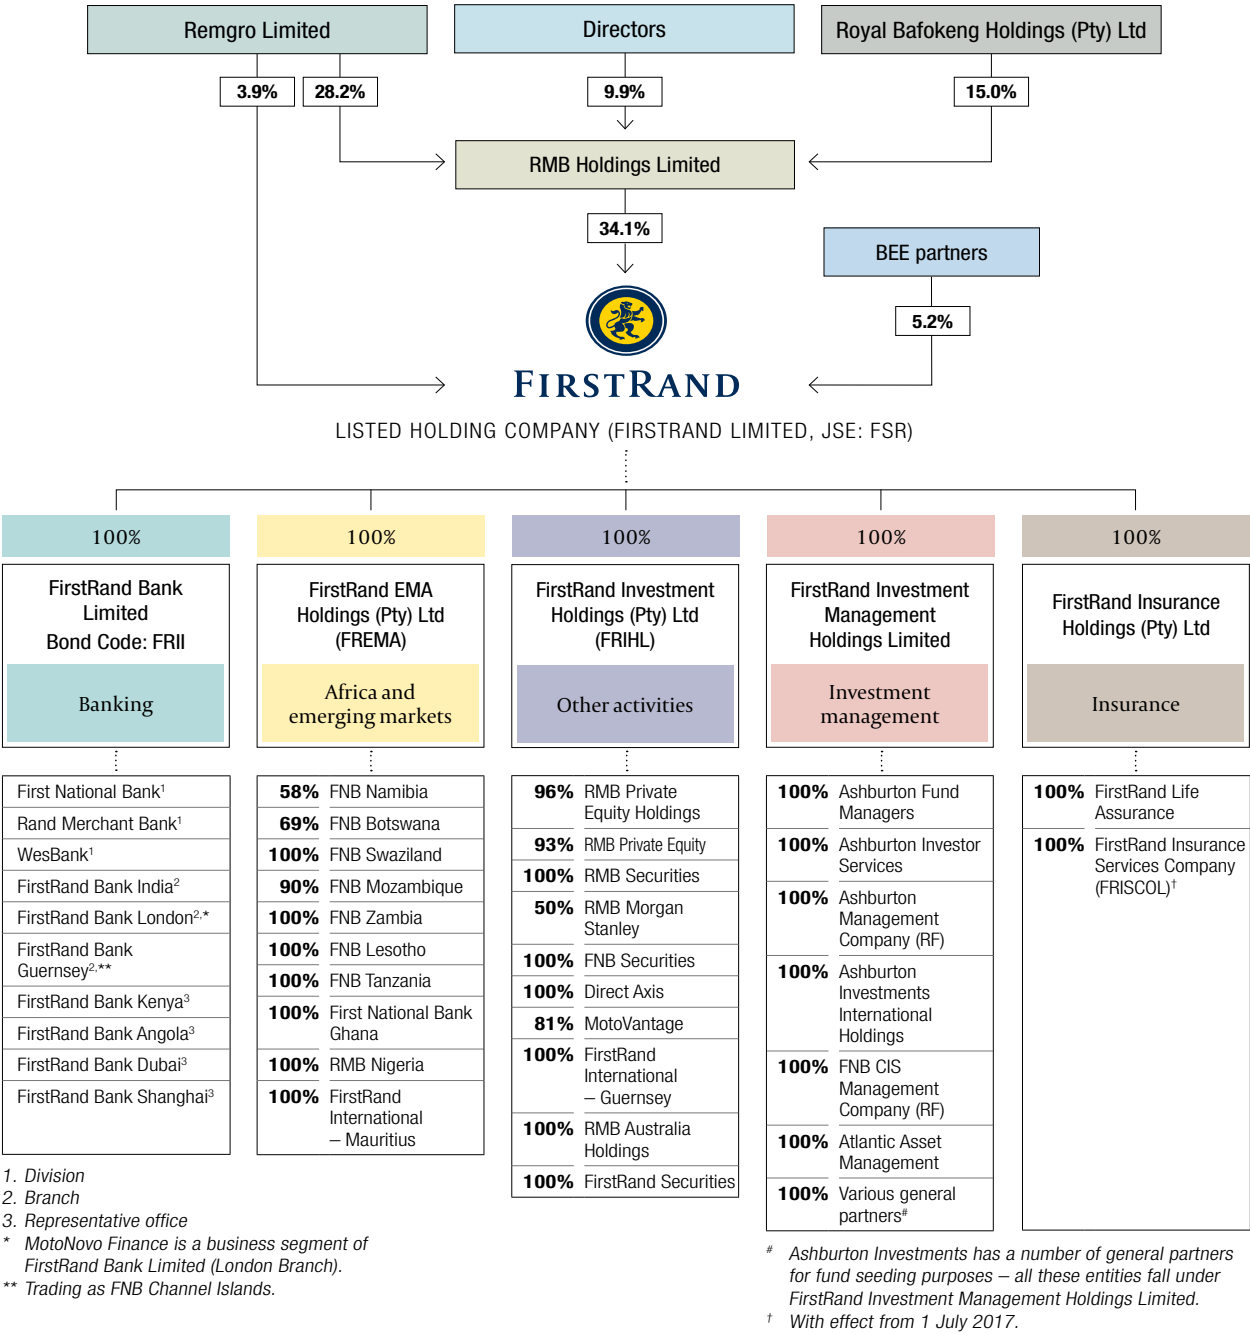 Remgro Limited
Directors
Royal Bafokeng Holdings (Pty) Ltd
3.9%
28.2%
9.9%
15.0%
RMB Holdings Limited
34.1%
BEE partners
5.2%
FIRSTRAND
LISTED HOLDING COMPANY (FIRSTRAND LIMITED, JSE: FSR)
100%
100%
100%
100%
100%
FirstRand Bank
Limited
Bond Code: FRII
Banking
FirstRand EMA
Holdings (Pty) Ltd
(FREMA)
Africa and
emerging markets
FirstRand Investment
Holdings (Pty) Ltd
(FRIHL)
Other activities
FirstRand Investment
Management
Holdings Limited
Investment
management
FirstRand Insurance
Holdings (Pty) Ltd
Insurance
First National Bank¹
Rand Merchant Bank¹
WesBank¹
FirstRand Bank India²
FirstRand Bank London²,*
FirstRand Bank
Guernsey²,**
FirstRand Bank Kenya³
FirstRand Bank Angola³
FirstRand Bank Dubai³
FirstRand Bank Shanghai³
58% FNB Namibia
69% FNB Botswana
100% FNB Swaziland
90% FNB Mozambique
100% FNB Zambia
100% FNB Lesotho
100% FNB Tanzania
100% First National Bank
Ghana
100% RMB Nigeria
100% FirstRand
International
– Mauritius
96% RMB Private
Equity Holdings
93% RMB Private Equity
100% RMB Securities
50% RMB Morgan
Stanley
100% FNB Securities
100% Direct Axis
81% MotoVantage
100% FirstRand
International
– Guernsey
100% RMB Australia
Holdings
100% FirstRand Securities
100% Ashburton Fund
Managers
100% Ashburton Investor
Services
100% Ashburton
Management
Company (RF)
100% Ashburton
Investments
International
Holdings
100% FNB CIS
Management
Company (RF)
100% Atlantic Asset
Management
100% Various general
partners#
100% FirstRand Life
Assurance
100% FirstRand Insurance
Services Company
(FRISCOL)†
1. Division
2. Branch
3. Representative office
* MotoNovo Finance is a business segment of
FirstRand Bank Limited (London Branch).
** Trading as FNB Channel Islands.
# Ashburton Investments has a number of general partners
for fund seeding purposes – all these entities fall under
FirstRand Investment Management Holdings Limited.
† With effect from 1 July 2017.